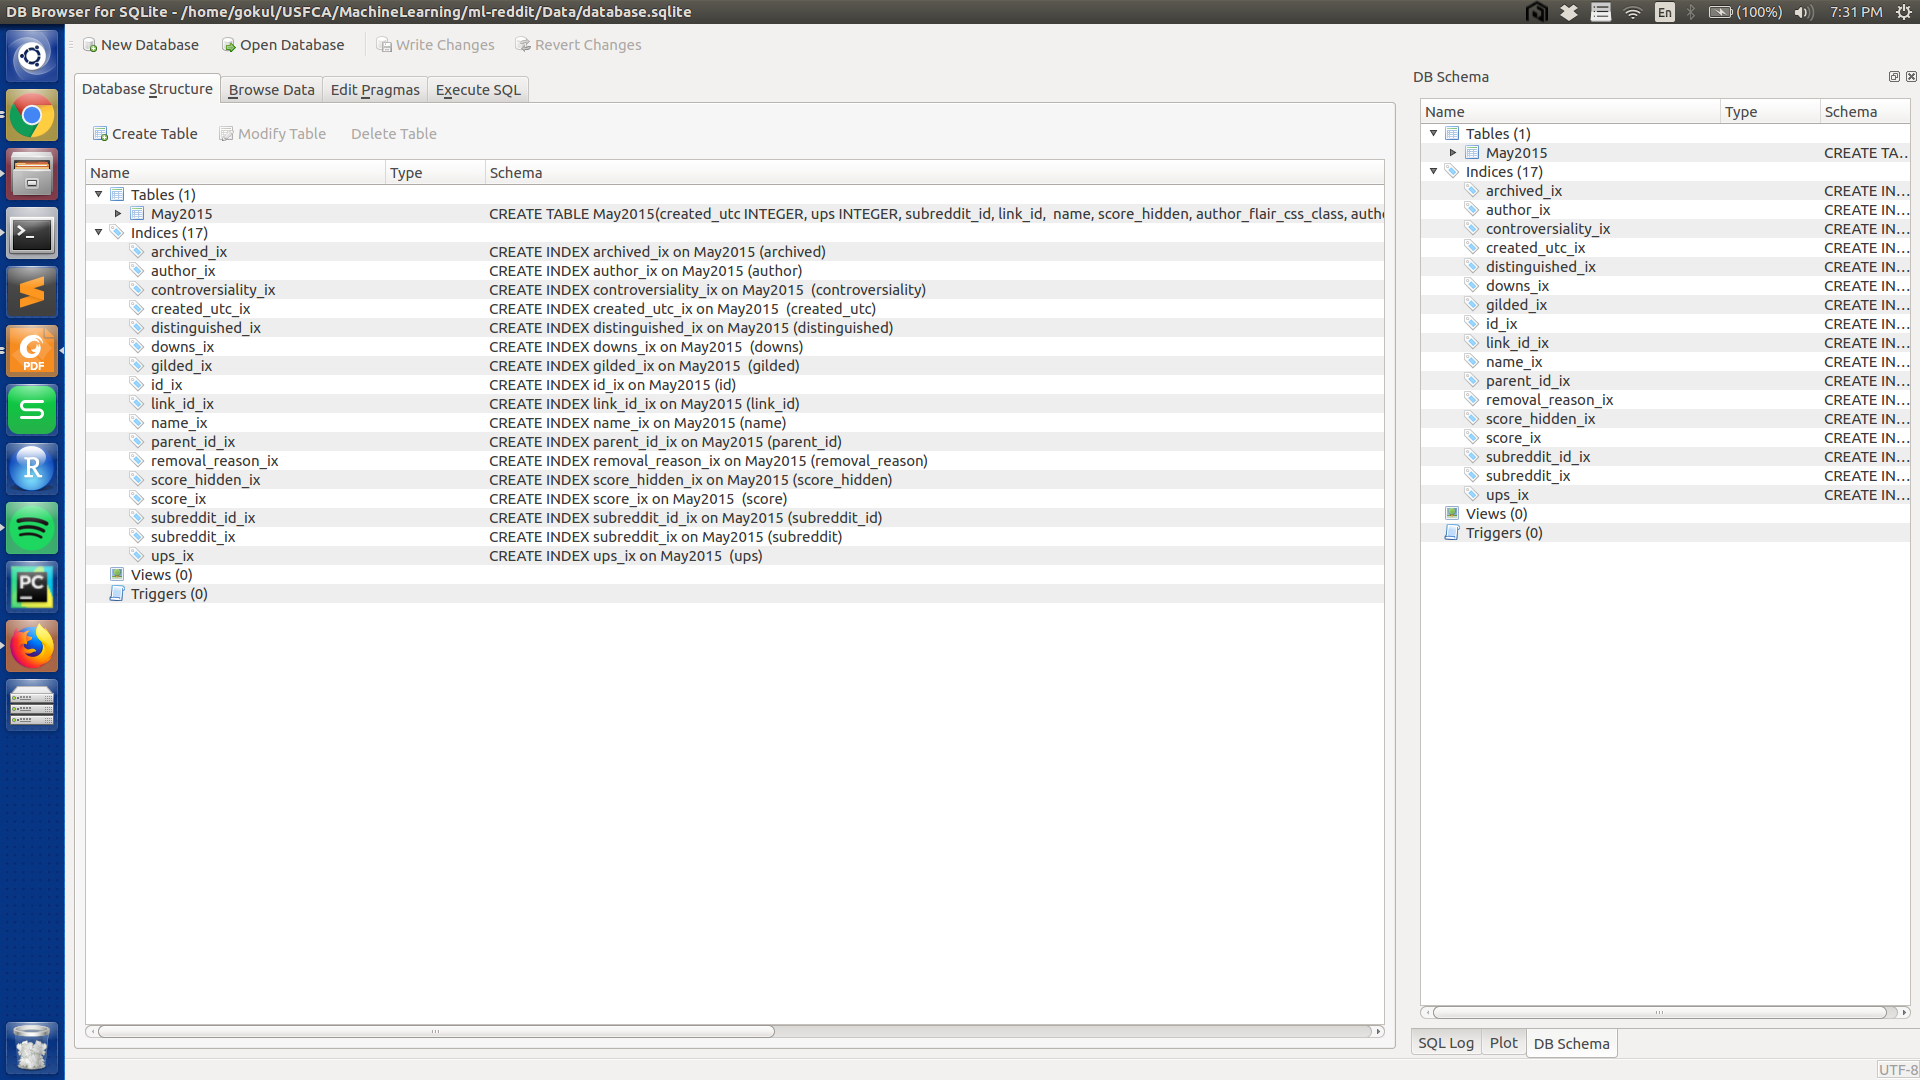 DB Browser for SQLite - /home/gokul/USFCA/MachineLearning/ml-reddit/Data/database.sqlite
En (100%) 7:31 PM
New Database Open Database Write Changes Revert Changes
Database Structure Browse Data Edit Pragmas Execute SQL
Create Table Modify Table Delete Table
Name Type Schema
Tables (1)
May2015 CREATE TABLE May2015(created_utc INTEGER, ups INTEGER, subreddit_id, link_id, name, score_hidden, author_flair_css_class, autho
Indices (17)
archived_ix CREATE INDEX archived_ix on May2015 (archived)
author_ix CREATE INDEX author_ix on May2015 (author)
controversiality_ix CREATE INDEX controversiality_ix on May2015 (controversiality)
created_utc_ix CREATE INDEX created_utc_ix on May2015 (created_utc)
distinguished_ix CREATE INDEX distinguished_ix on May2015 (distinguished)
downs_ix CREATE INDEX downs_ix on May2015 (downs)
gilded_ix CREATE INDEX gilded_ix on May2015 (gilded)
id_ix CREATE INDEX id_ix on May2015 (id)
link_id_ix CREATE INDEX link_id_ix on May2015 (link_id)
name_ix CREATE INDEX name_ix on May2015 (name)
parent_id_ix CREATE INDEX parent_id_ix on May2015 (parent_id)
removal_reason_ix CREATE INDEX removal_reason_ix on May2015 (removal_reason)
score_hidden_ix CREATE INDEX score_hidden_ix on May2015 (score_hidden)
score_ix CREATE INDEX score_ix on May2015 (score)
subreddit_id_ix CREATE INDEX subreddit_id_ix on May2015 (subreddit_id)
subreddit_ix CREATE INDEX subreddit_ix on May2015 (subreddit)
ups_ix CREATE INDEX ups_ix on May2015 (ups)
Views (0)
Triggers (0)
DB Schema
Name Type Schema
Tables (1)
May2015 CREATE TA...
Indices (17)
archived_ix CREATE IN...
author_ix CREATE IN...
controversiality_ix CREATE IN...
created_utc_ix CREATE IN...
distinguished_ix CREATE IN...
downs_ix CREATE IN...
gilded_ix CREATE IN...
id_ix CREATE IN...
link_id_ix CREATE IN...
name_ix CREATE IN...
parent_id_ix CREATE IN...
removal_reason_ix CREATE IN...
score_hidden_ix CREATE IN...
score_ix CREATE IN...
subreddit_id_ix CREATE IN...
subreddit_ix CREATE IN...
ups_ix CREATE IN...
Views (0)
Triggers (0)
SQL Log Plot DB Schema
UTF-8
PDF
S
R
PC